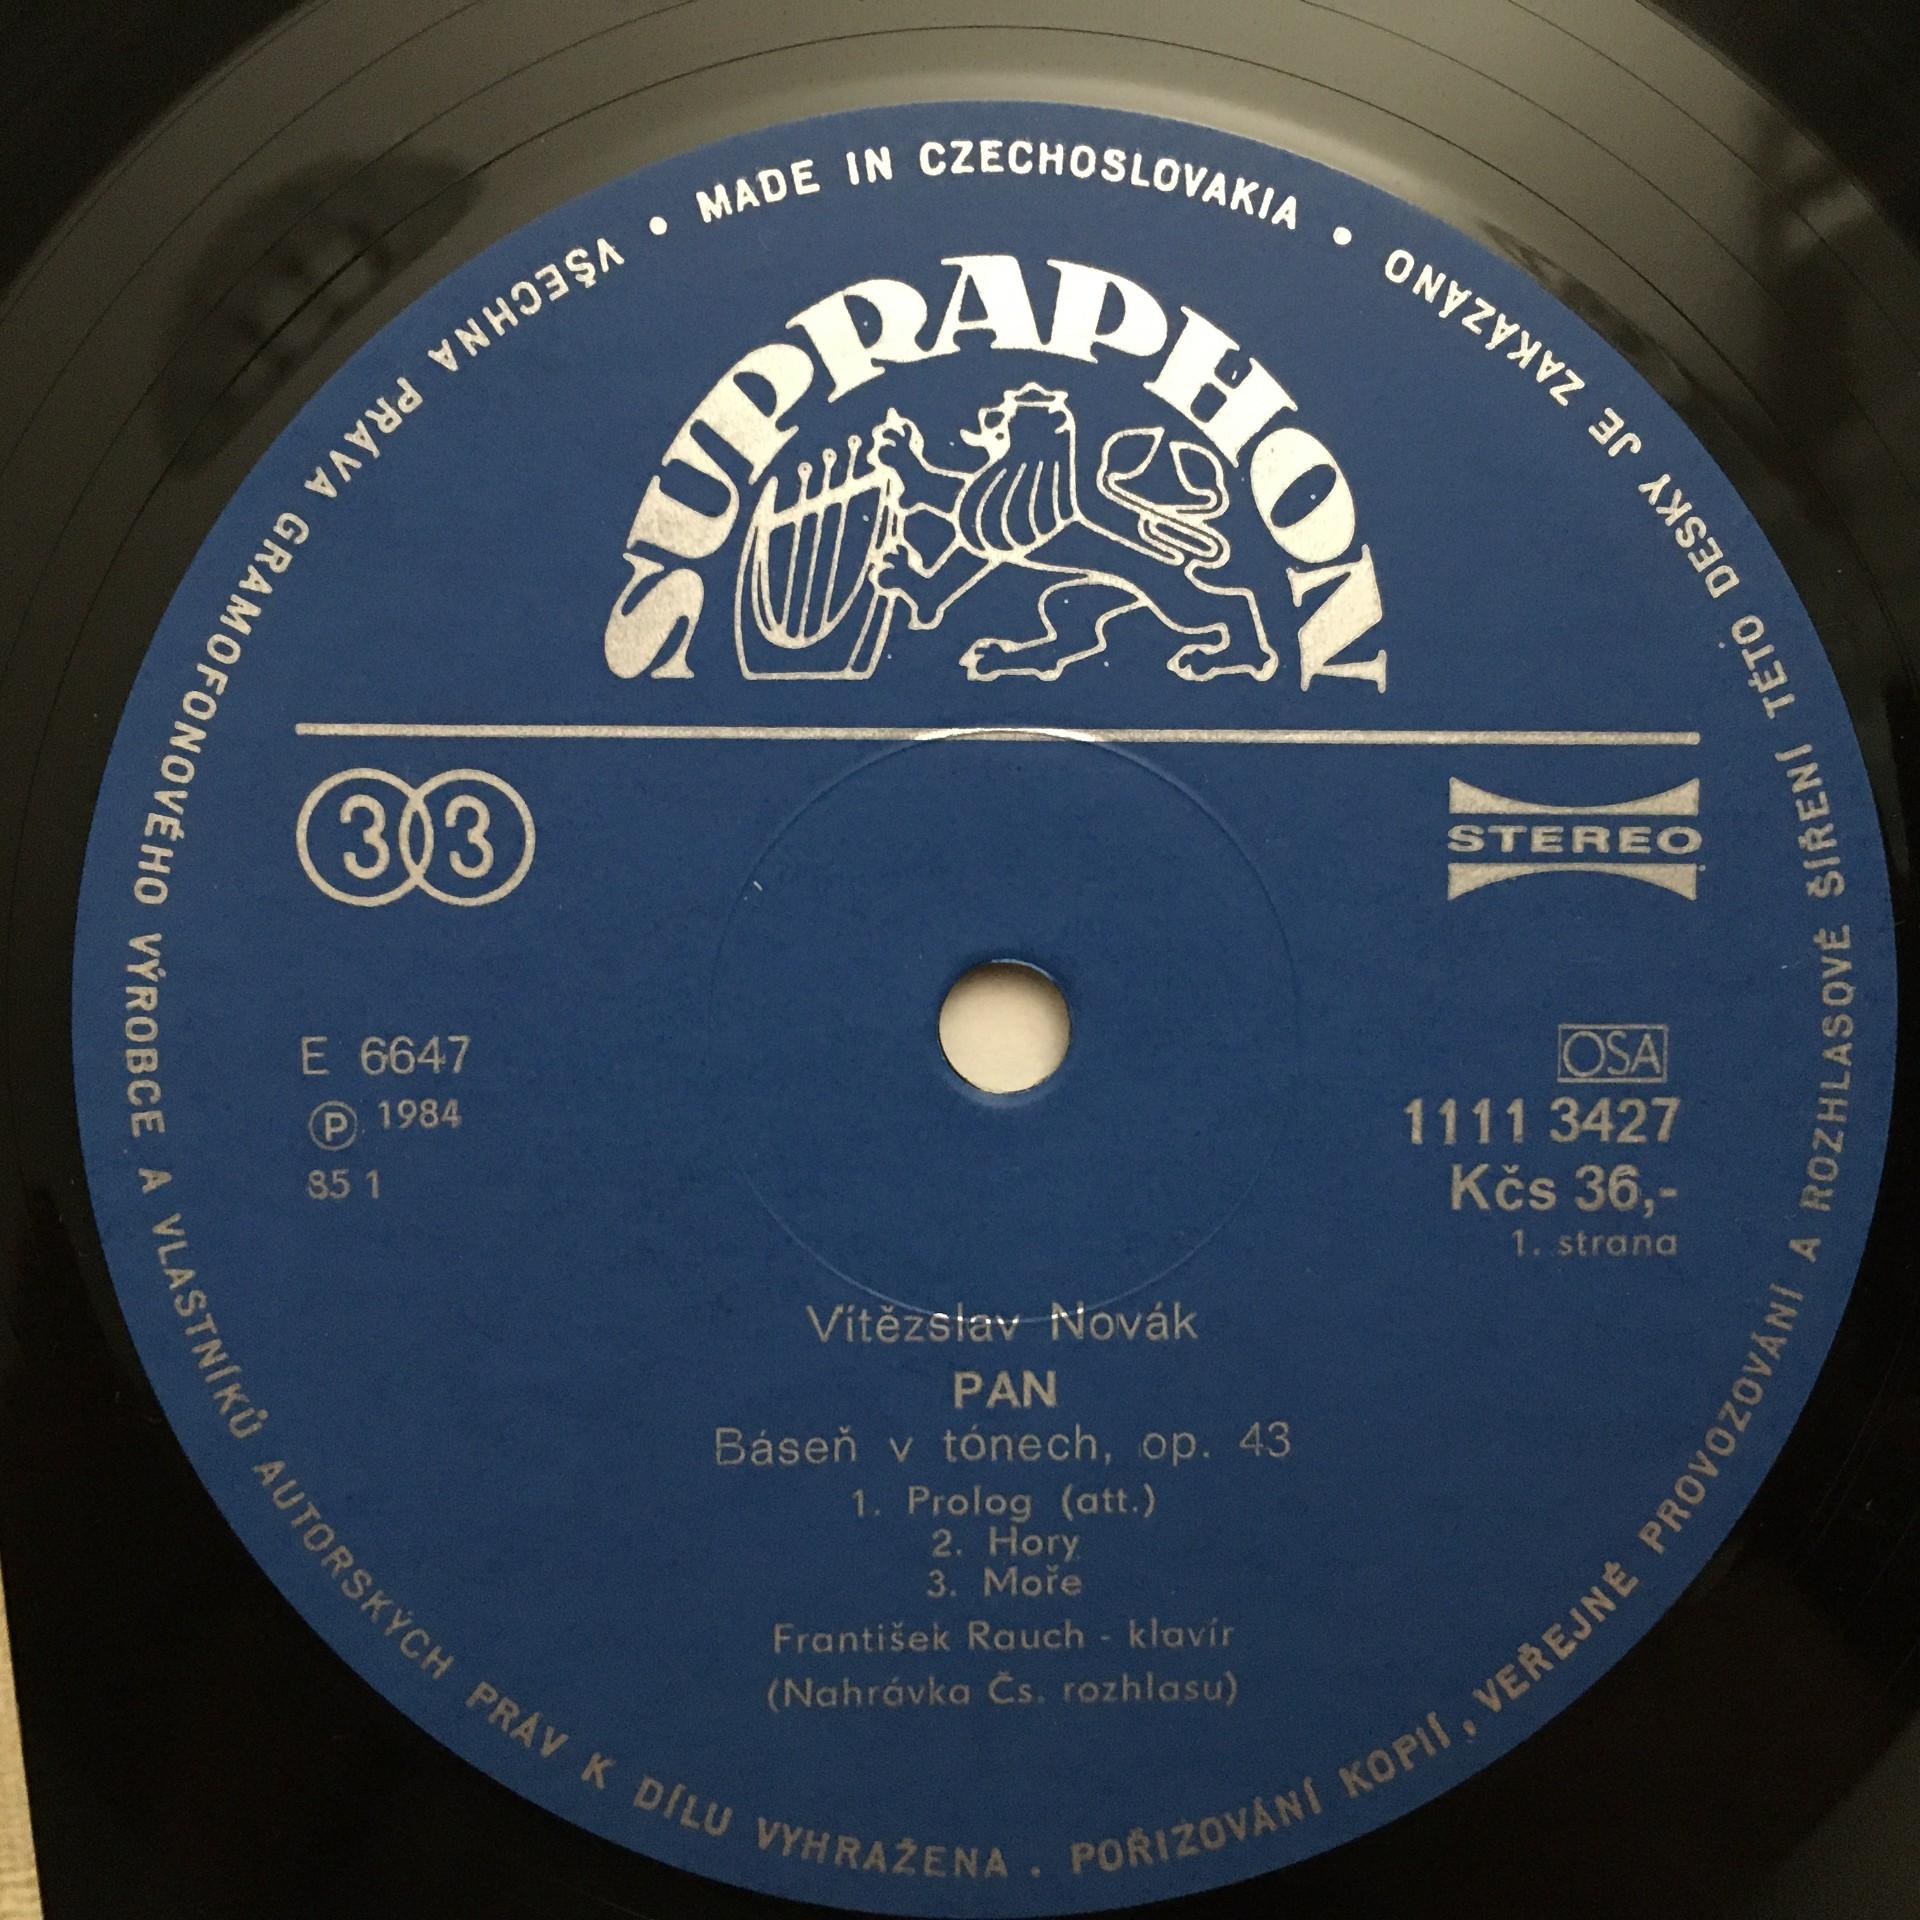 VŠECHNA PRÁVA GRAMOFONOVÉHO VÝROBCE A VLASTNÍKŮ AUTORSKÝCH PRÁV K DÍLU VYHRAŽENA . POŘIZOVÁNÍ KOPIÍ, VEŘEJNÉ PROVOZOVÁNÍ A ROZHLASOVÉ ŠÍŘENÍ TÉTO DESKY JE ZAKÁZÁNO
• MADE IN CZECHOSLOVAKIA •
SUPRAPHON
33
STEREO
E 6647
Ⓟ 1984
85 1
OSA
1111 3427
Kčs 36,-
1. strana
Vítězslav Novák
PAN
Báseň v tónech, op. 43
1. Prolog (att.)
2. Hory
3. Moře
František Rauch - klavír
(Nahrávka Čs. rozhlasu)